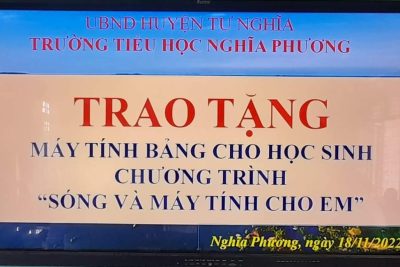 UBND HUYỆN TƯ NGHĨA
TRƯỜNG TIỂU HỌC NGHĨA PHƯƠNG
TRAO TẶNG
MÁY TÍNH BẢNG CHO HỌC SINH
CHƯƠNG TRÌNH
“SÓNG VÀ MÁY TÍNH CHO EM”
Nghĩa Phương, ngày 18/11/2022